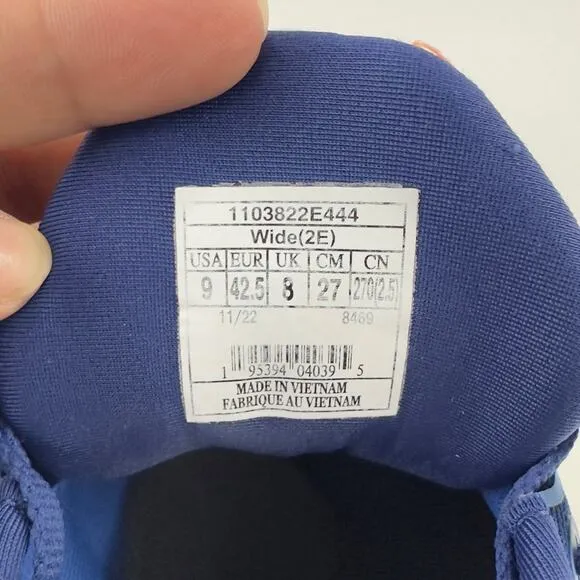 1103822E444
Wide(2E)
USA EUR UK CM CN
9 42.5 8 27 270(2.5)
11/22 8469
1 95394 04039 5
MADE IN VIETNAM
FABRIQUE AU VIETNAM